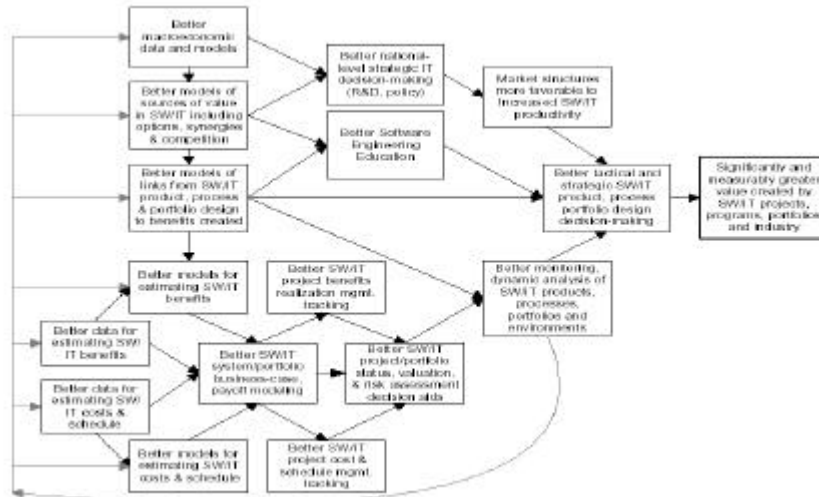 Better
macroeconomic
data and models
Better national-
level strategic IT
decision-making
(R&D, policy)
Market structures
more favorable to
increased SW/IT
productivity
Better models of
sources of value
in SW/IT including
options, synergies
& competition
Better Software
Engineering
Education
Better models of
links from SW/IT
product, process
& portfolio design
to benefits created
Better tactical and
strategic SW/IT
product, process
portfolio design
decision-making
Significantly and
measurably greater
value created by
SW/IT projects,
programs, portfolios
and industry
Better models for
estimating SW/IT
benefits
Better SW/IT
project benefits
realization mgmt.
tracking
Better monitoring,
dynamic analysis of
SW/IT products,
processes,
portfolios and
environments
Better data for
estimating SW/
IT benefits
Better SW/IT
system/portfolio
business-case,
payoff modeling
Better SW/IT
project/portfolio
status, valuation,
& risk assessment
decision aids
Better data for
estimating SW/
IT costs &
schedule
Better models for
estimating SW/IT
costs & schedule
Better SW/IT
project cost &
schedule mgmt.
tracking